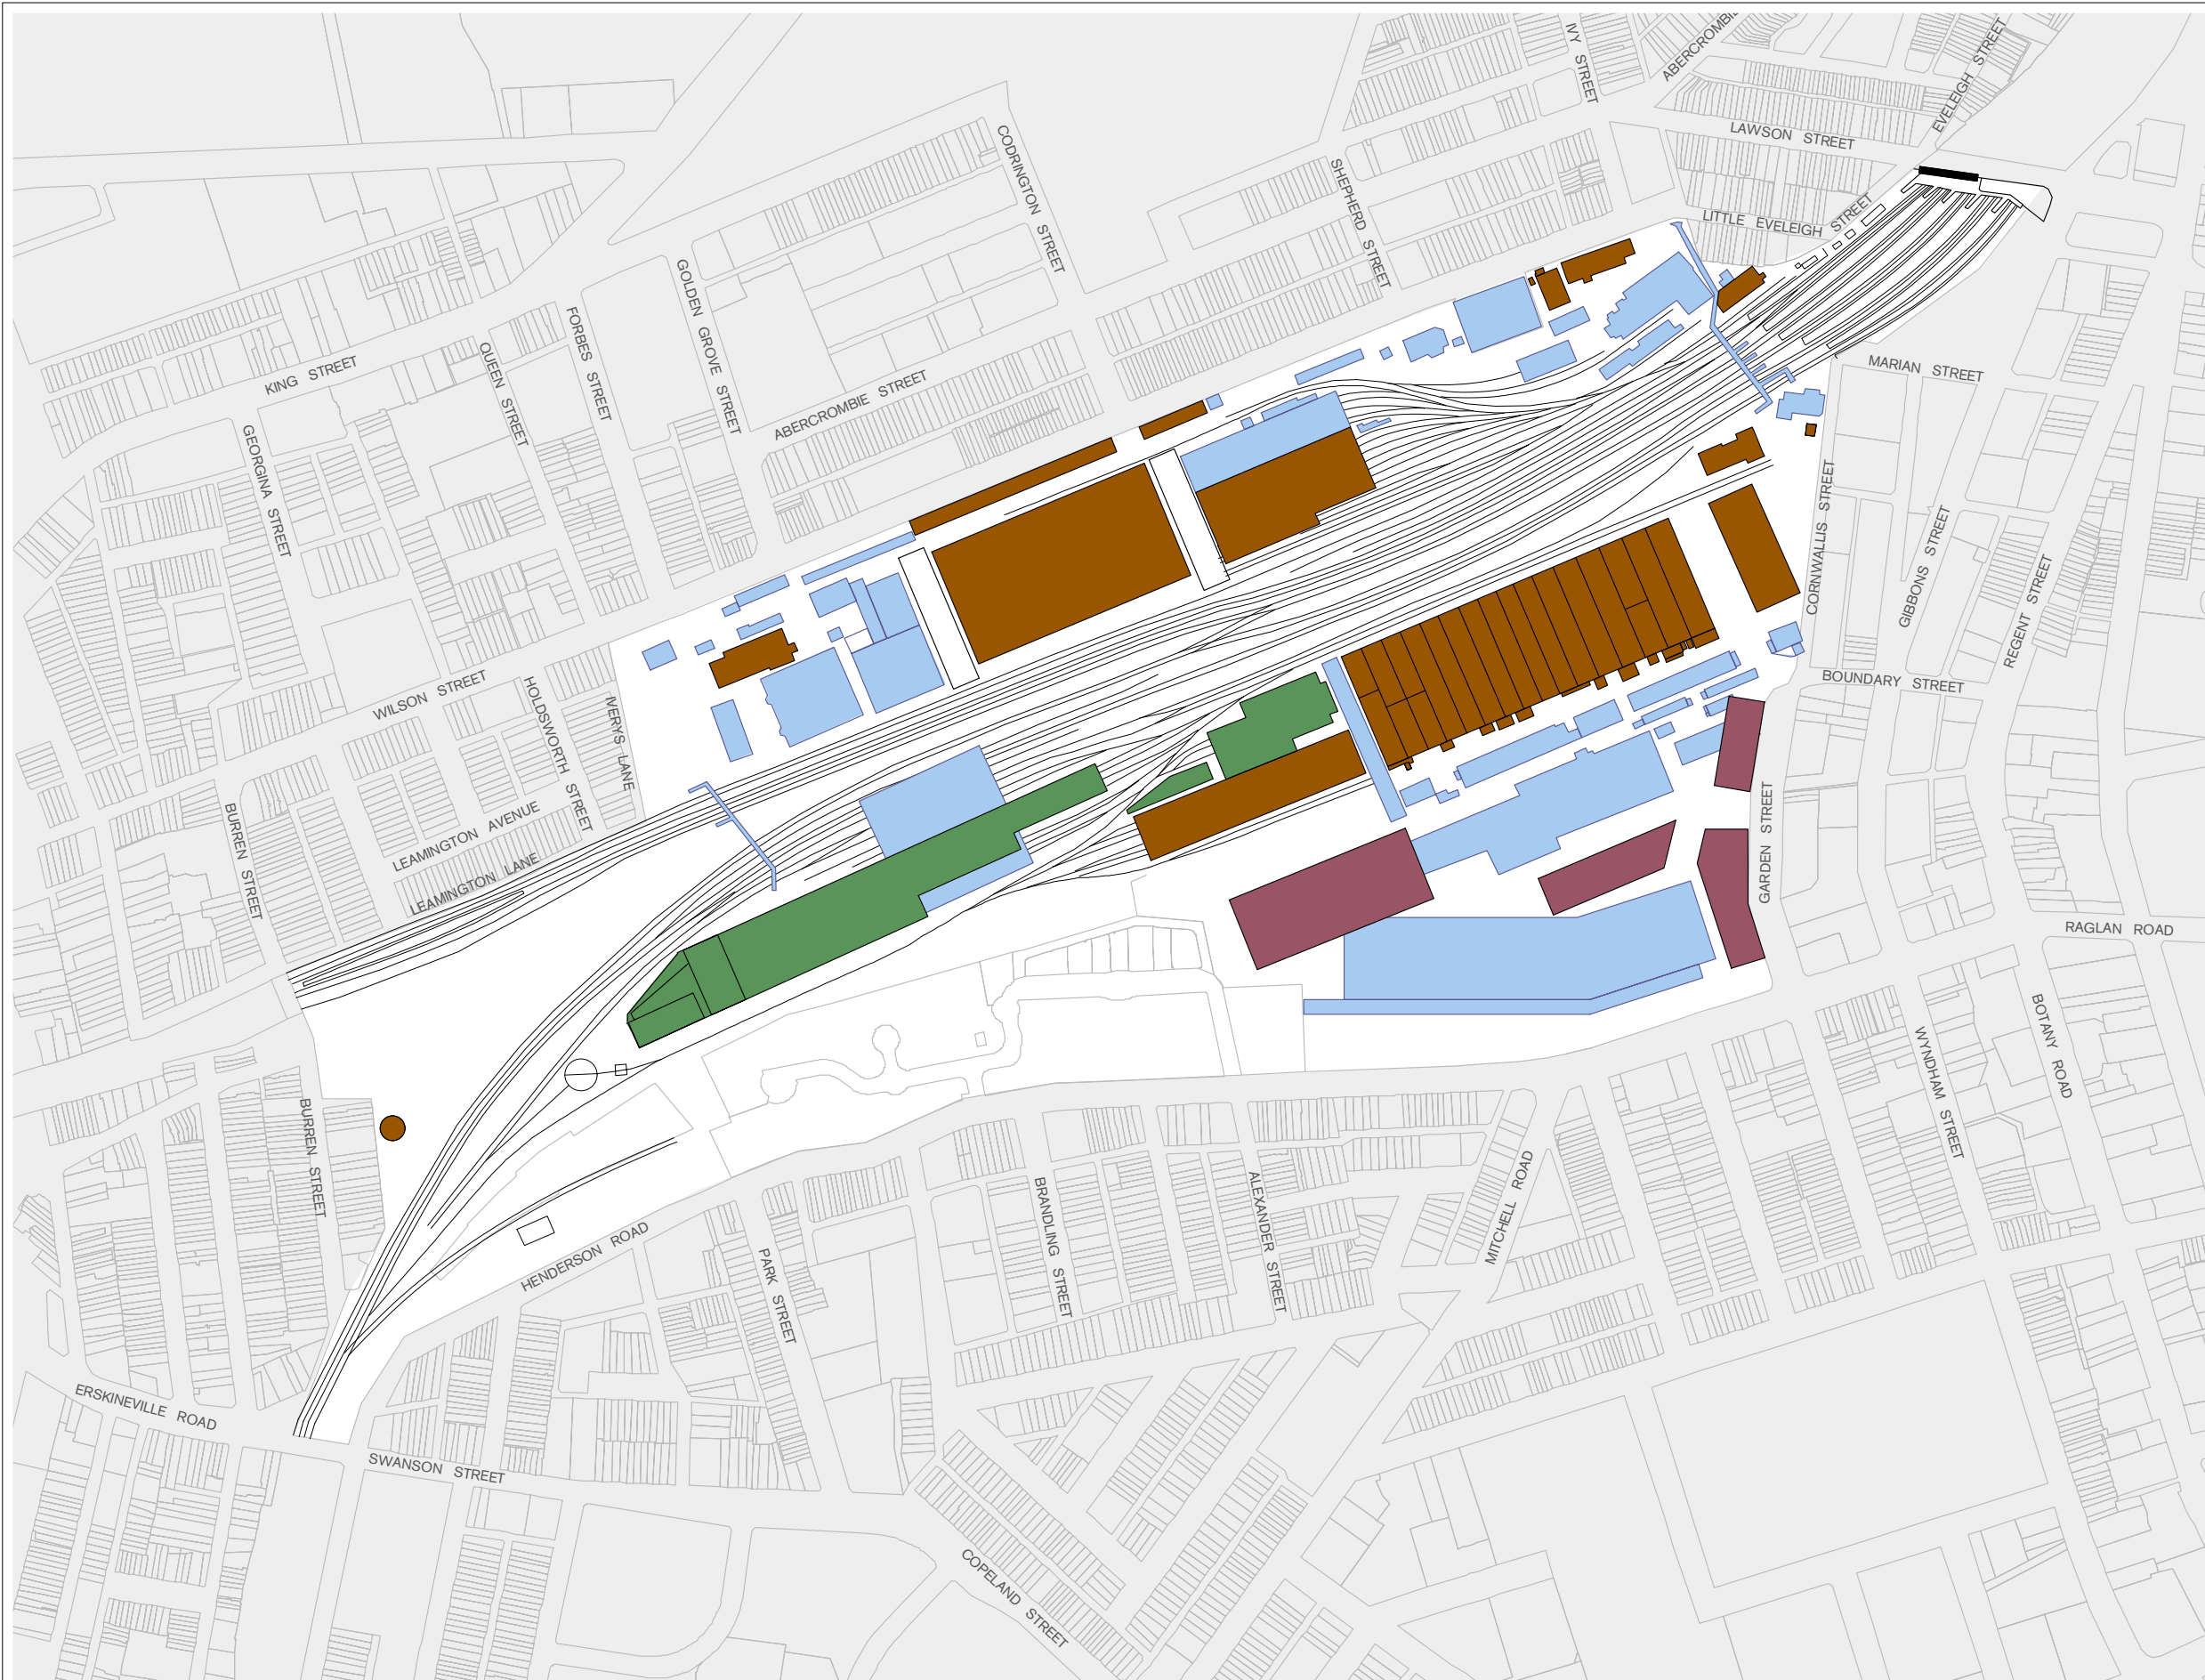 IVY STREET
ABERCROMBIE
EVELEIGH STREET
LAWSON STREET
CODRINGTON STREET
SHEPHERD STREET
LITTLE EVELEIGH STREET
GOLDEN GROVE STREET
FORBES STREET
QUEEN STREET
KING STREET
MARIAN STREET
ABERCROMBIE STREET
GEORGINA STREET
CORNWALLIS STREET
GIBBONS STREET
REGENT STREET
WILSON STREET
HOLDSWORTH STREET
IVERYS LANE
BOUNDARY STREET
BURREN STREET
LEAMINGTON AVENUE
LEAMINGTON LANE
GARDEN STREET
RAGLAN ROAD
BOTANY ROAD
WYNDHAM STREET
BURREN STREET
HENDERSON ROAD
PARK STREET
BRANDLING STREET
ALEXANDER STREET
MITCHELL ROAD
ERSKINEVILLE ROAD
SWANSON STREET
COPELAND STREET